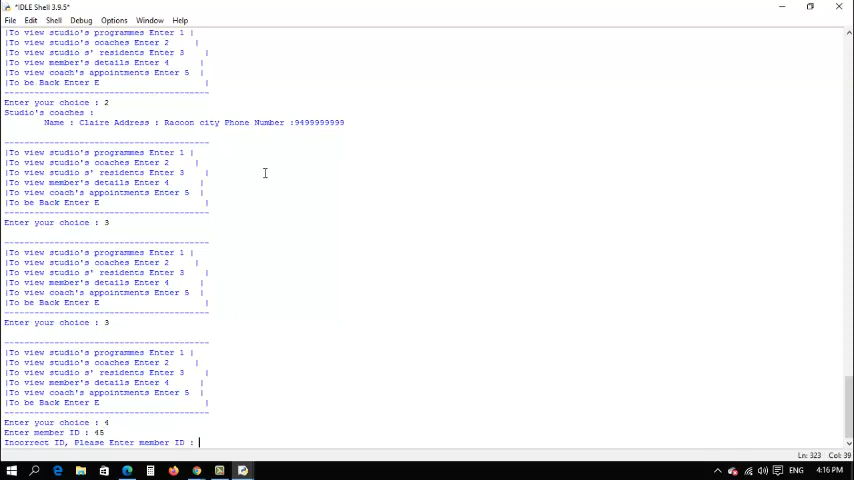 *IDLE Shell 3.9.5*
File Edit Shell Debug Options Window Help
|To view studio's programmes Enter 1 |
|To view studio's coaches Enter 2 |
|To view studio s' residents Enter 3 |
|To view member's details Enter 4 |
|To view coach's appointments Enter 5 |
|To be Back Enter E |
-----------------------------------------
Enter your choice : 2
Studio's coaches :
Name : Claire Address : Racoon city Phone Number :9499999999
-----------------------------------------
|To view studio's programmes Enter 1 |
|To view studio's coaches Enter 2 |
|To view studio s' residents Enter 3 |
|To view member's details Enter 4 |
|To view coach's appointments Enter 5 |
|To be Back Enter E |
-----------------------------------------
Enter your choice : 3
-----------------------------------------
|To view studio's programmes Enter 1 |
|To view studio's coaches Enter 2 |
|To view studio s' residents Enter 3 |
|To view member's details Enter 4 |
|To view coach's appointments Enter 5 |
|To be Back Enter E |
-----------------------------------------
Enter your choice : 3
-----------------------------------------
|To view studio's programmes Enter 1 |
|To view studio's coaches Enter 2 |
|To view studio s' residents Enter 3 |
|To view member's details Enter 4 |
|To view coach's appointments Enter 5 |
|To be Back Enter E |
-----------------------------------------
Enter your choice : 4
Enter member ID : 45
Incorrect ID, Please Enter member ID :
Ln: 323 Col: 39
ENG 4:16 PM